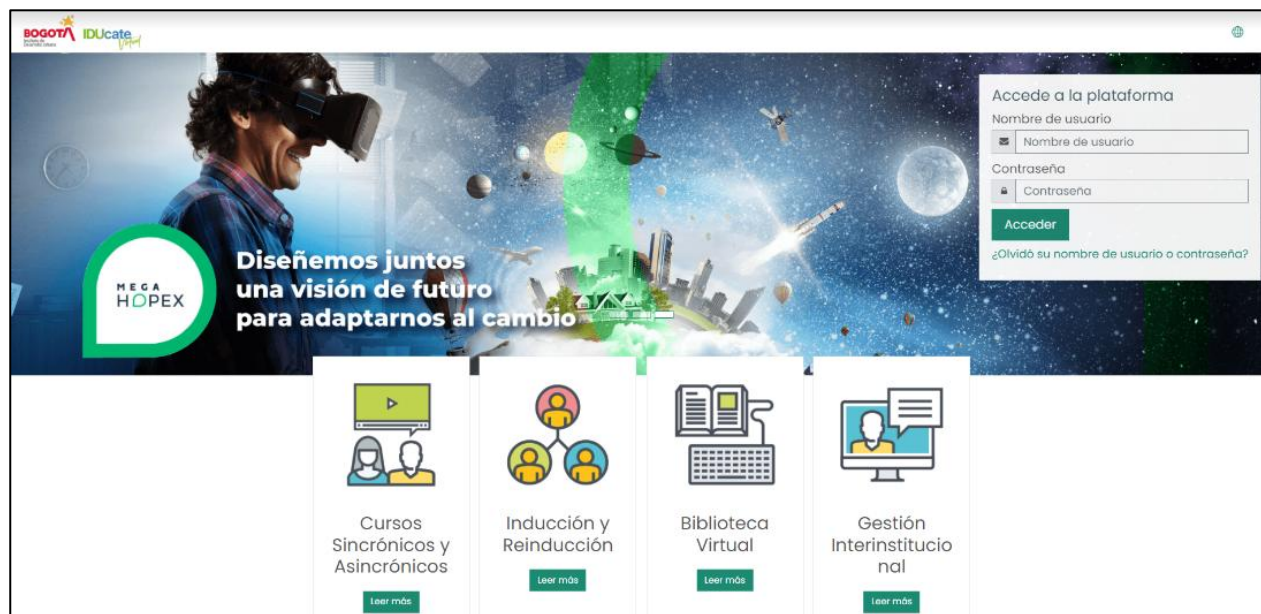 BOGOTÁ
IDUcate
Virtual
Accede a la plataforma
Nombre de usuario
Nombre de usuario
Contraseña
Contraseña
Acceder
¿Olvidó su nombre de usuario o contraseña?
MEGA
HOPEX
Diseñemos juntos
una visión de futuro
para adaptarnos al cambio
Cursos
Sincrónicos y
Asincrónicos
Leer más
Inducción y
Reinducción
Leer más
Biblioteca
Virtual
Leer más
Gestión
Interinstitucio
nal
Leer más